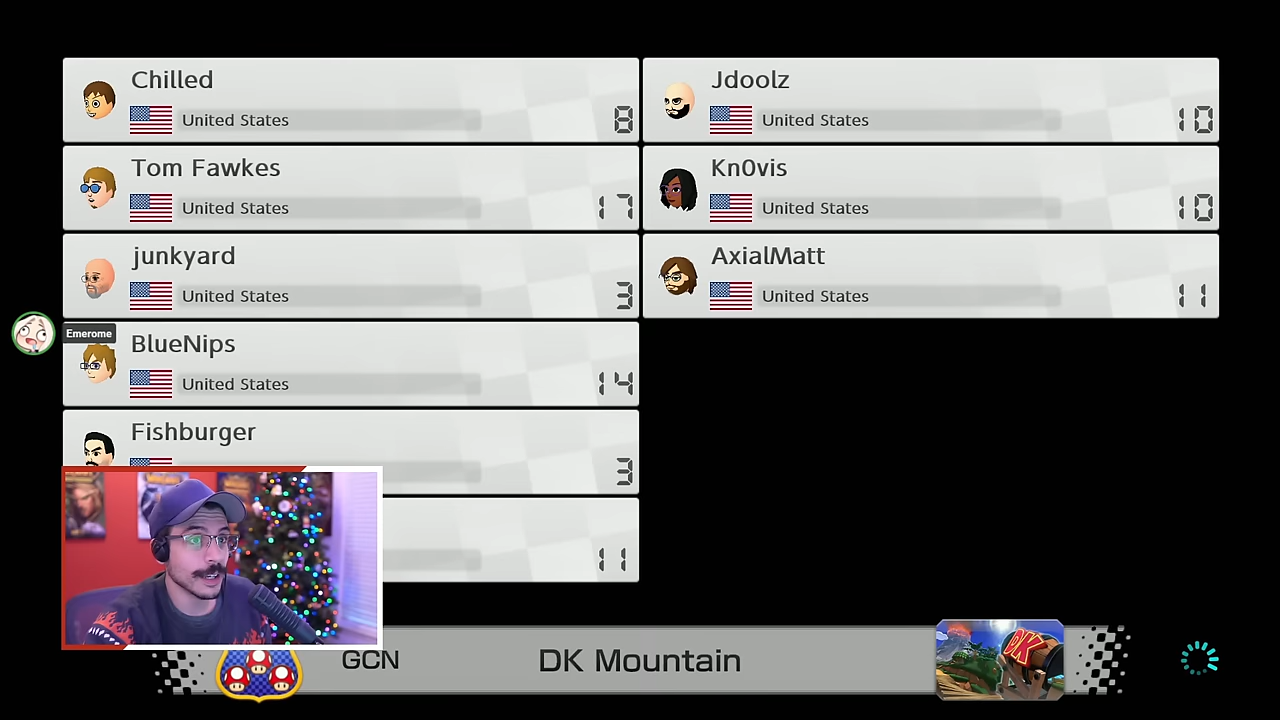 Chilled
United States
8
Tom Fawkes
United States
17
junkyard
United States
3
Emerome
BlueNips
United States
14
Fishburger
3
11
Jdoolz
United States
10
Kn0vis
United States
10
AxialMatt
United States
11
GCN
DK Mountain
DK